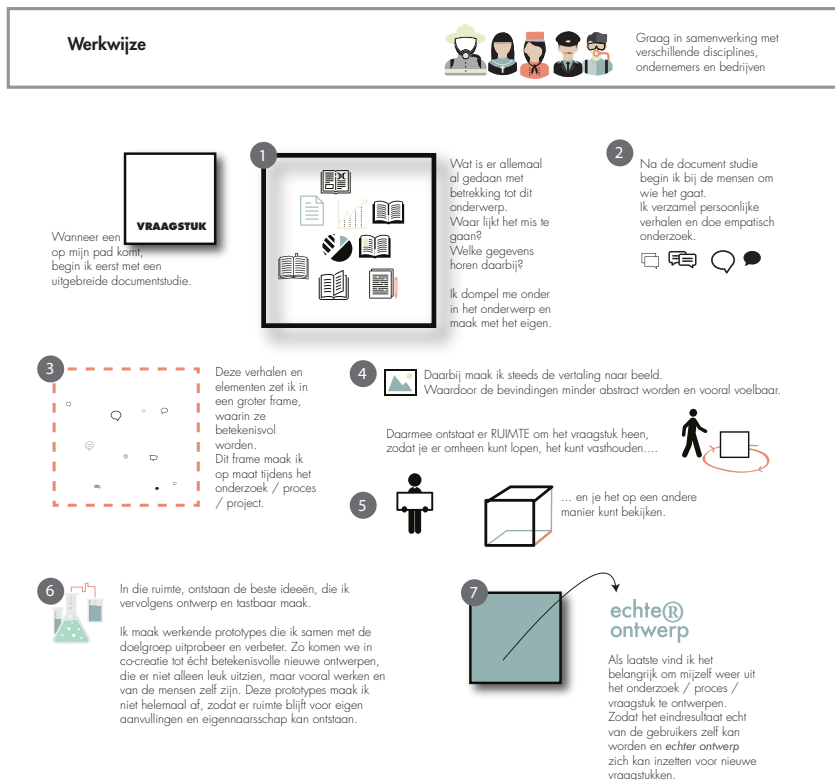 Werkwijze
Graag in samenwerking met
verschillende disciplines,
ondernemers en bedrijven
Wanneer een VRAAGSTUK
op mijn pad komt,
begin ik eerst met een
uitgebreide documentstudie.
1
Wat is er allemaal
al gedaan met
betrekking tot dit
onderwerp.
Waar lijkt het mis te
gaan?
Welke gegevens
horen daarbij?
Ik dompel me onder
in het onderwerp en
maak met het eigen.
2
Na de document studie
begin ik bij de mensen om
wie het gaat.
Ik verzamel persoonlijke
verhalen en doe empatisch
onderzoek.
3
Deze verhalen en
elementen zet ik in
een groter frame,
waarin ze
betekenisvol
worden.
Dit frame maak ik
op maat tijdens het
onderzoek / proces
/ project.
4
Daarbij maak ik steeds de vertaling naar beeld.
Waardoor de bevindingen minder abstract worden en vooral voelbaar.
Daarmee ontstaat er RUIMTE om het vraagstuk heen,
zodat je er omheen kunt lopen, het kunt vasthouden....
5
... en je het op een andere
manier kunt bekijken.
6
In die ruimte, ontstaan de beste ideeën, die ik
vervolgens ontwerp en tastbaar maak.
Ik maak werkende prototypes die ik samen met de
doelgroep uitprobeer en verbeter. Zo komen we in
co-creatie tot écht betekenisvolle nieuwe ontwerpen,
die er niet alleen leuk uitzien, maar vooral werken en
van de mensen zelf zijn. Deze prototypes maak ik
niet helemaal af, zodat er ruimte blijft voor eigen
aanvullingen en eigennaarsschap kan ontstaan.
7
echte®
ontwerp
Als laatste vind ik het
belangrijk om mijzelf weer uit
het onderzoek / proces /
vraagstuk te ontwerpen.
Zodat het eindresultaat echt
van de gebruikers zelf kan
worden en echter ontwerp
zich kan inzetten voor nieuwe
vraagstukken.